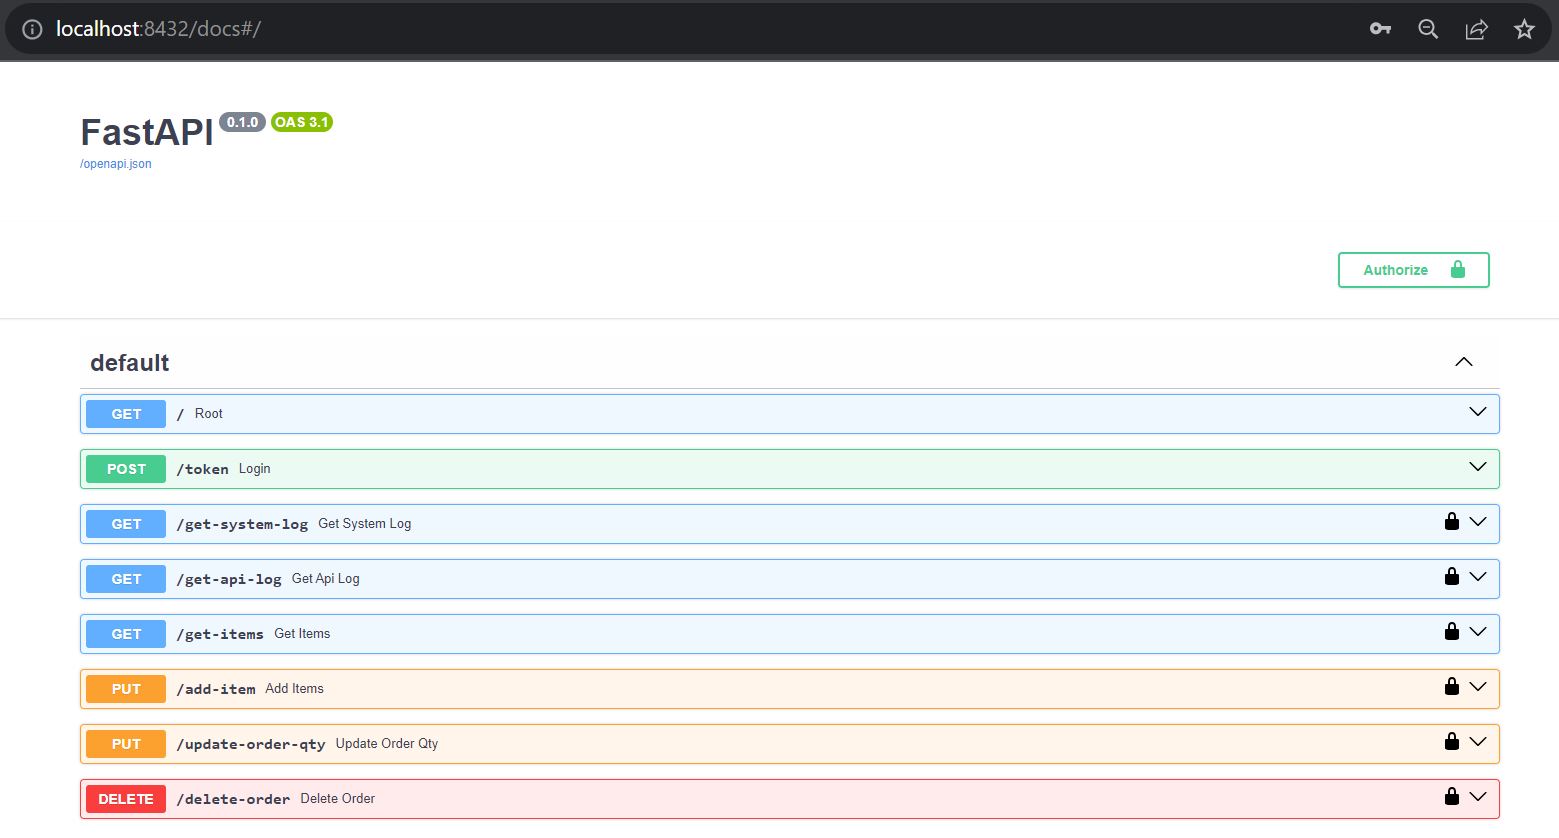 localhost:8432/docs#/
FastAPI 0.1.0 OAS 3.1
/openapi.json
Authorize
default
GET / Root
POST /token Login
GET /get-system-log Get System Log
GET /get-api-log Get Api Log
GET /get-items Get Items
PUT /add-item Add Items
PUT /update-order-qty Update Order Qty
DELETE /delete-order Delete Order